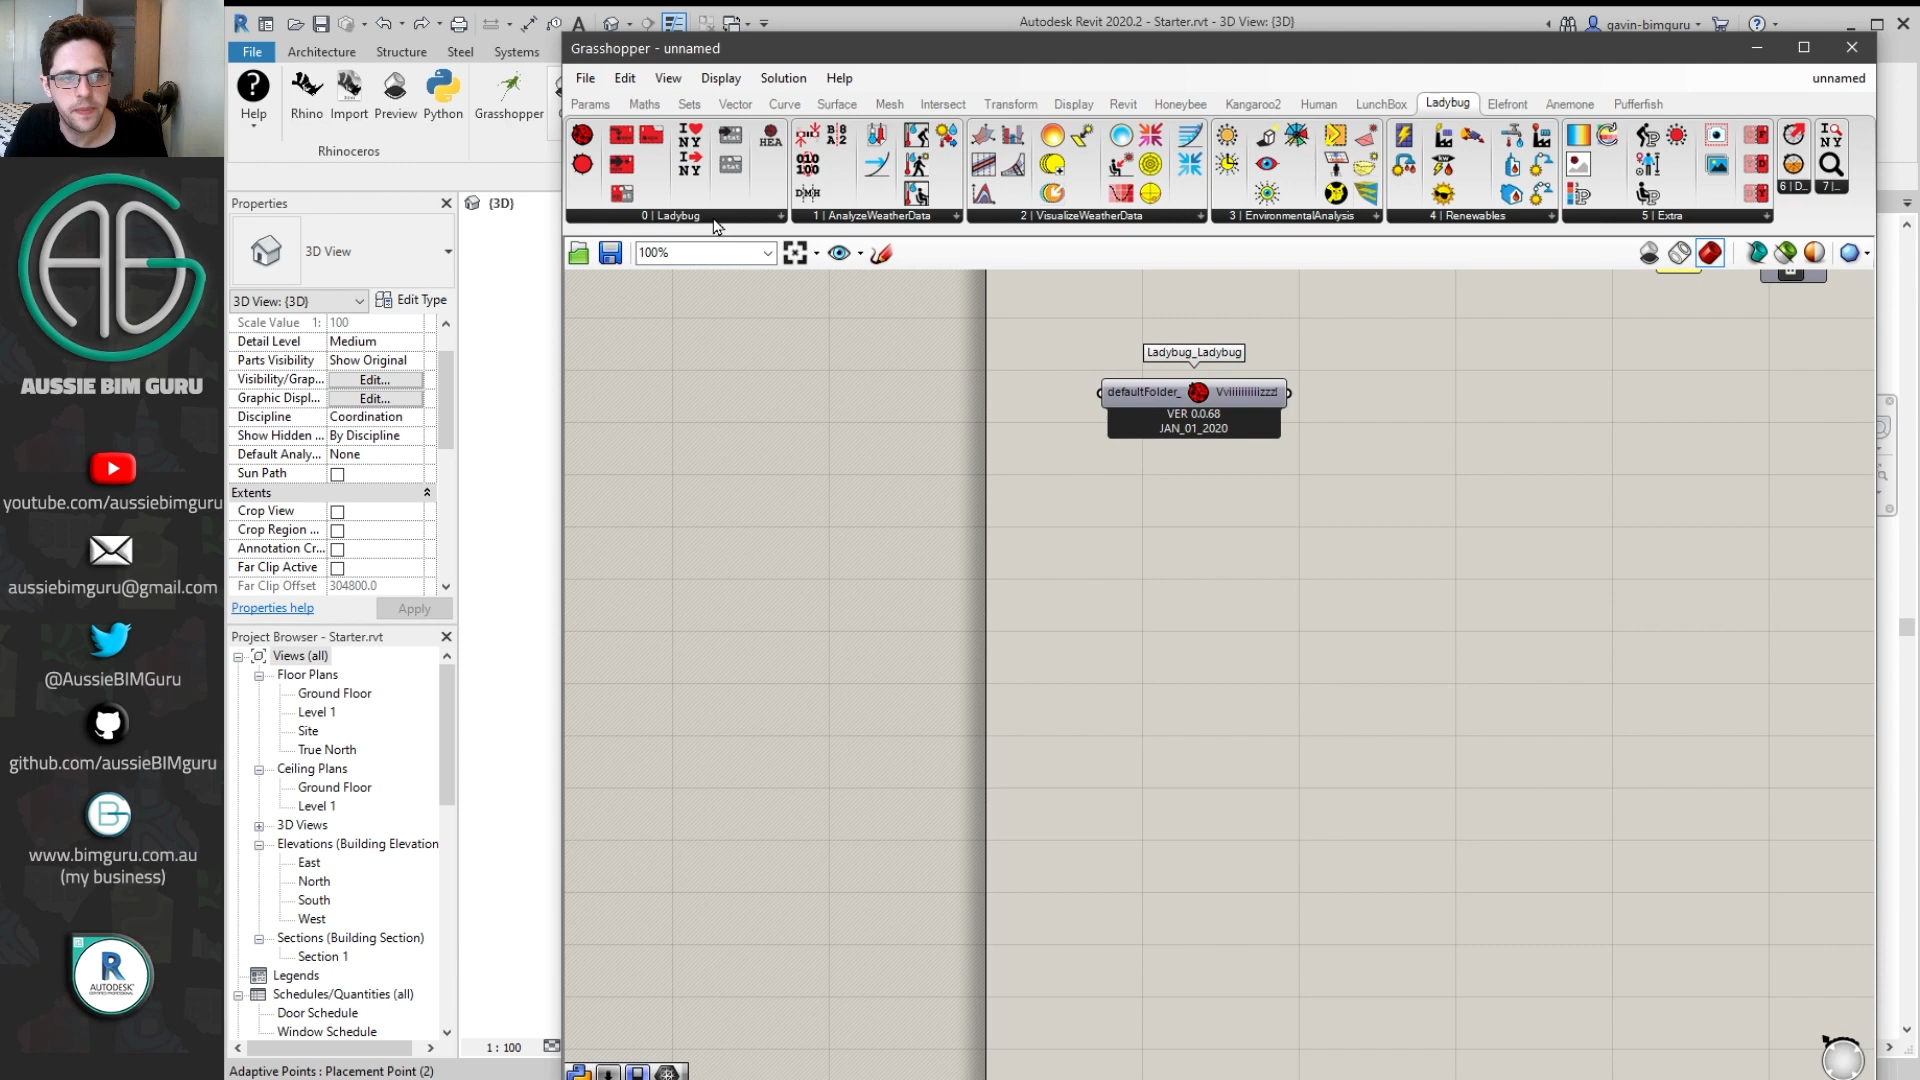 Autodesk Revit 2020.2 - Starter.rvt - 3D View: {3D}
gavin-bimguru
File Architecture Structure Steel Systems
Help Rhino Import Preview Python Grasshopper
Rhinoceros
Grasshopper - unnamed
File Edit View Display Solution Help
unnamed
Params Maths Sets Vector Curve Surface Mesh Intersect Transform Display Revit Honeybee Kangaroo2 Human LunchBox Ladybug Elefront Anemone Pufferfish
0 | Ladybug
1 | AnalyzeWeatherData
2 | VisualizeWeatherData
3 | EnvironmentalAnalysis
4 | Renewables
5 | Extra
6 | D...
7 |...
100%
Ladybug_Ladybug
defaultFolder_
VER 0.0.68
JAN_01_2020
AUSSIE BIM GURU
youtube.com/aussiebimguru
aussiebimguru@gmail.com
@AussieBIMGuru
github.com/aussieBIMguru
www.bimguru.com.au
(my business)
R
AUTODESK
Properties
{3D}
3D View
3D View: {3D}
Edit Type
Scale Value 1: 100
Detail Level Medium
Parts Visibility Show Original
Visibility/Grap... Edit...
Graphic Displ... Edit...
Discipline Coordination
Show Hidden ... By Discipline
Default Analy... None
Sun Path
Extents
Crop View
Crop Region ...
Annotation Cr...
Far Clip Active
Far Clip Offset 304800.0
Properties help
Apply
Project Browser - Starter.rvt
Views (all)
Floor Plans
Ground Floor
Level 1
Site
True North
Ceiling Plans
Ground Floor
Level 1
3D Views
Elevations (Building Elevation
East
North
South
West
Sections (Building Section)
Section 1
Legends
Schedules/Quantities (all)
Door Schedule
Window Schedule
1 : 100
Adaptive Points : Placement Point (2)